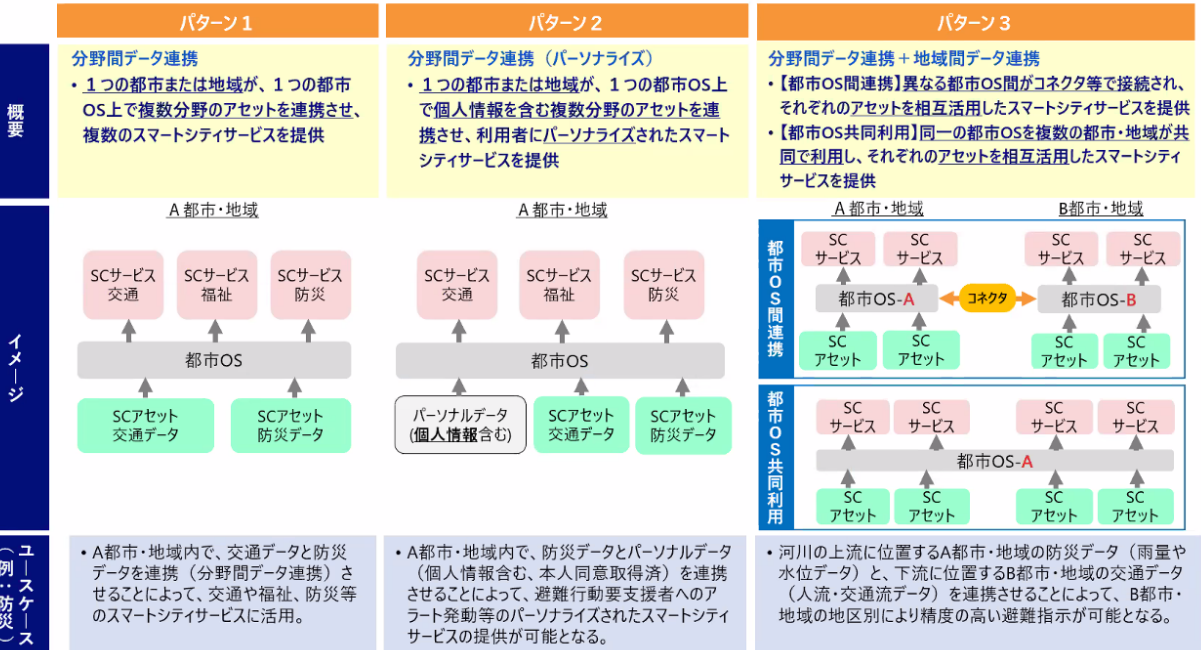 パターン１
パターン２
パターン３
概要
分野間データ連携
・１つの都市または地域が、１つの都市
OS上で複数分野のアセットを連携させ、
複数のスマートシティサービスを提供
分野間データ連携（パーソナライズ）
・１つの都市または地域が、１つの都市OS上
で個人情報を含む複数分野のアセットを連
携させ、利用者にパーソナライズされたスマート
シティサービスを提供
分野間データ連携＋地域間データ連携
・【都市OS間連携】異なる都市OS間がコネクタ等で接続され、
それぞれのアセットを相互活用したスマートシティサービスを提供
・【都市OS共同利用】同一の都市OSを複数の都市・地域が共
同で利用し、それぞれのアセットを相互活用したスマートシティ
サービスを提供
イメージ
A 都市・地域
SCサービス
交通
SCサービス
福祉
SCサービス
防災
都市OS
SCアセット
交通データ
SCアセット
防災データ
A 都市・地域
SCサービス
交通
SCサービス
福祉
SCサービス
防災
都市OS
パーソナルデータ
(個人情報含む)
SCアセット
交通データ
SCアセット
防災データ
A 都市・地域
B都市・地域
都市OS間連携
SC
サービス
SC
サービス
SC
サービス
SC
サービス
都市OS-A
コネクタ
都市OS-B
SC
アセット
SC
アセット
SC
アセット
SC
アセット
都市OS共同利用
SC
サービス
SC
サービス
SC
サービス
SC
サービス
都市OS-A
SC
アセット
SC
アセット
SC
アセット
SC
アセット
ユースケース
（例：防災）
・A都市・地域内で、交通データと防災
データを連携（分野間データ連携）さ
せることによって、交通や福祉、防災等
のスマートシティサービスに活用。
・A都市・地域内で、防災データとパーソナルデータ
（個人情報含む、本人同意取得済）を連携
させることによって、避難行動要支援者へのア
ラート発動等のパーソナライズされたスマートシティ
サービスの提供が可能となる。
・河川の上流に位置するA都市・地域の防災データ（雨量や
水位データ）と、下流に位置するB都市・地域の交通データ
（人流・交通流データ）を連携させることによって、B都市・
地域の地区別により精度の高い避難指示が可能となる。